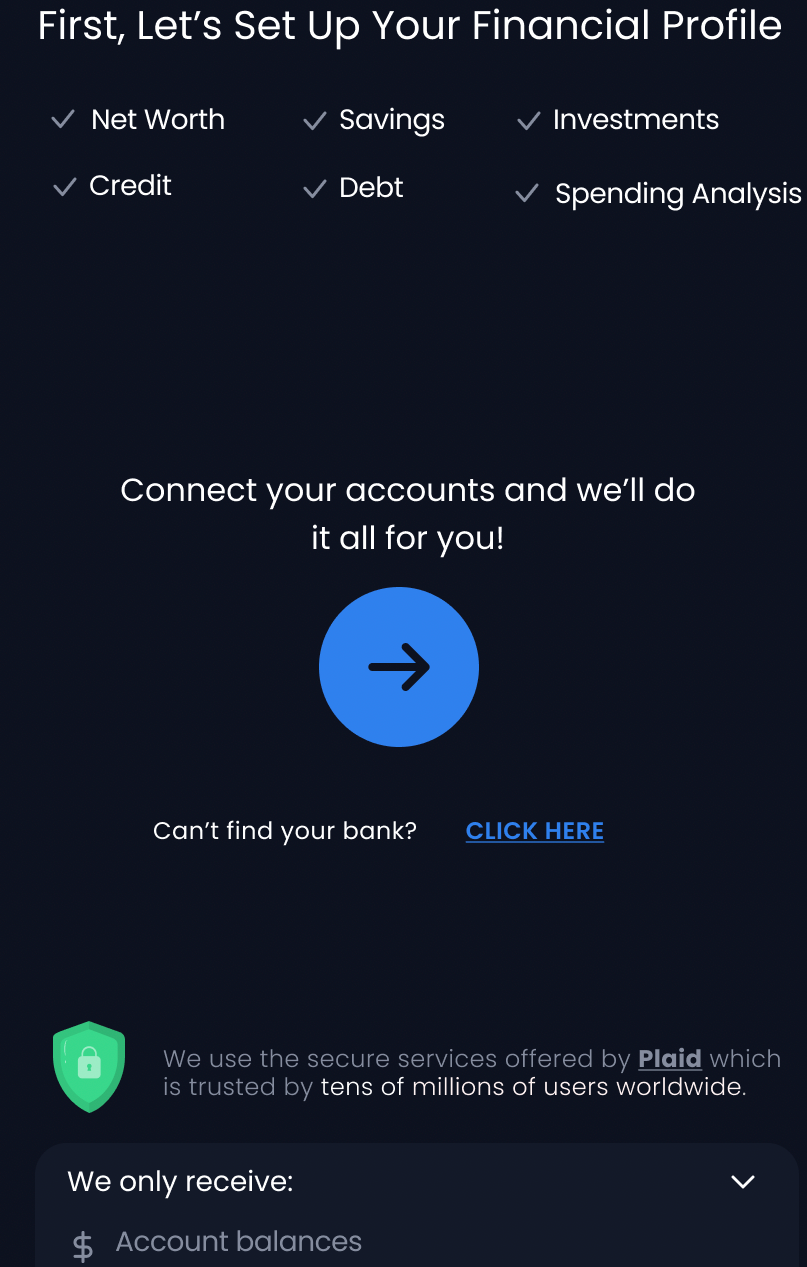 First, Let’s Set Up Your Financial Profile
Net Worth
Savings
Investments
Credit
Debt
Spending Analysis
Connect your accounts and we’ll do
it all for you!
Can’t find your bank?
CLICK HERE
We use the secure services offered by Plaid which
is trusted by tens of millions of users worldwide.
We only receive:
$ Account balances